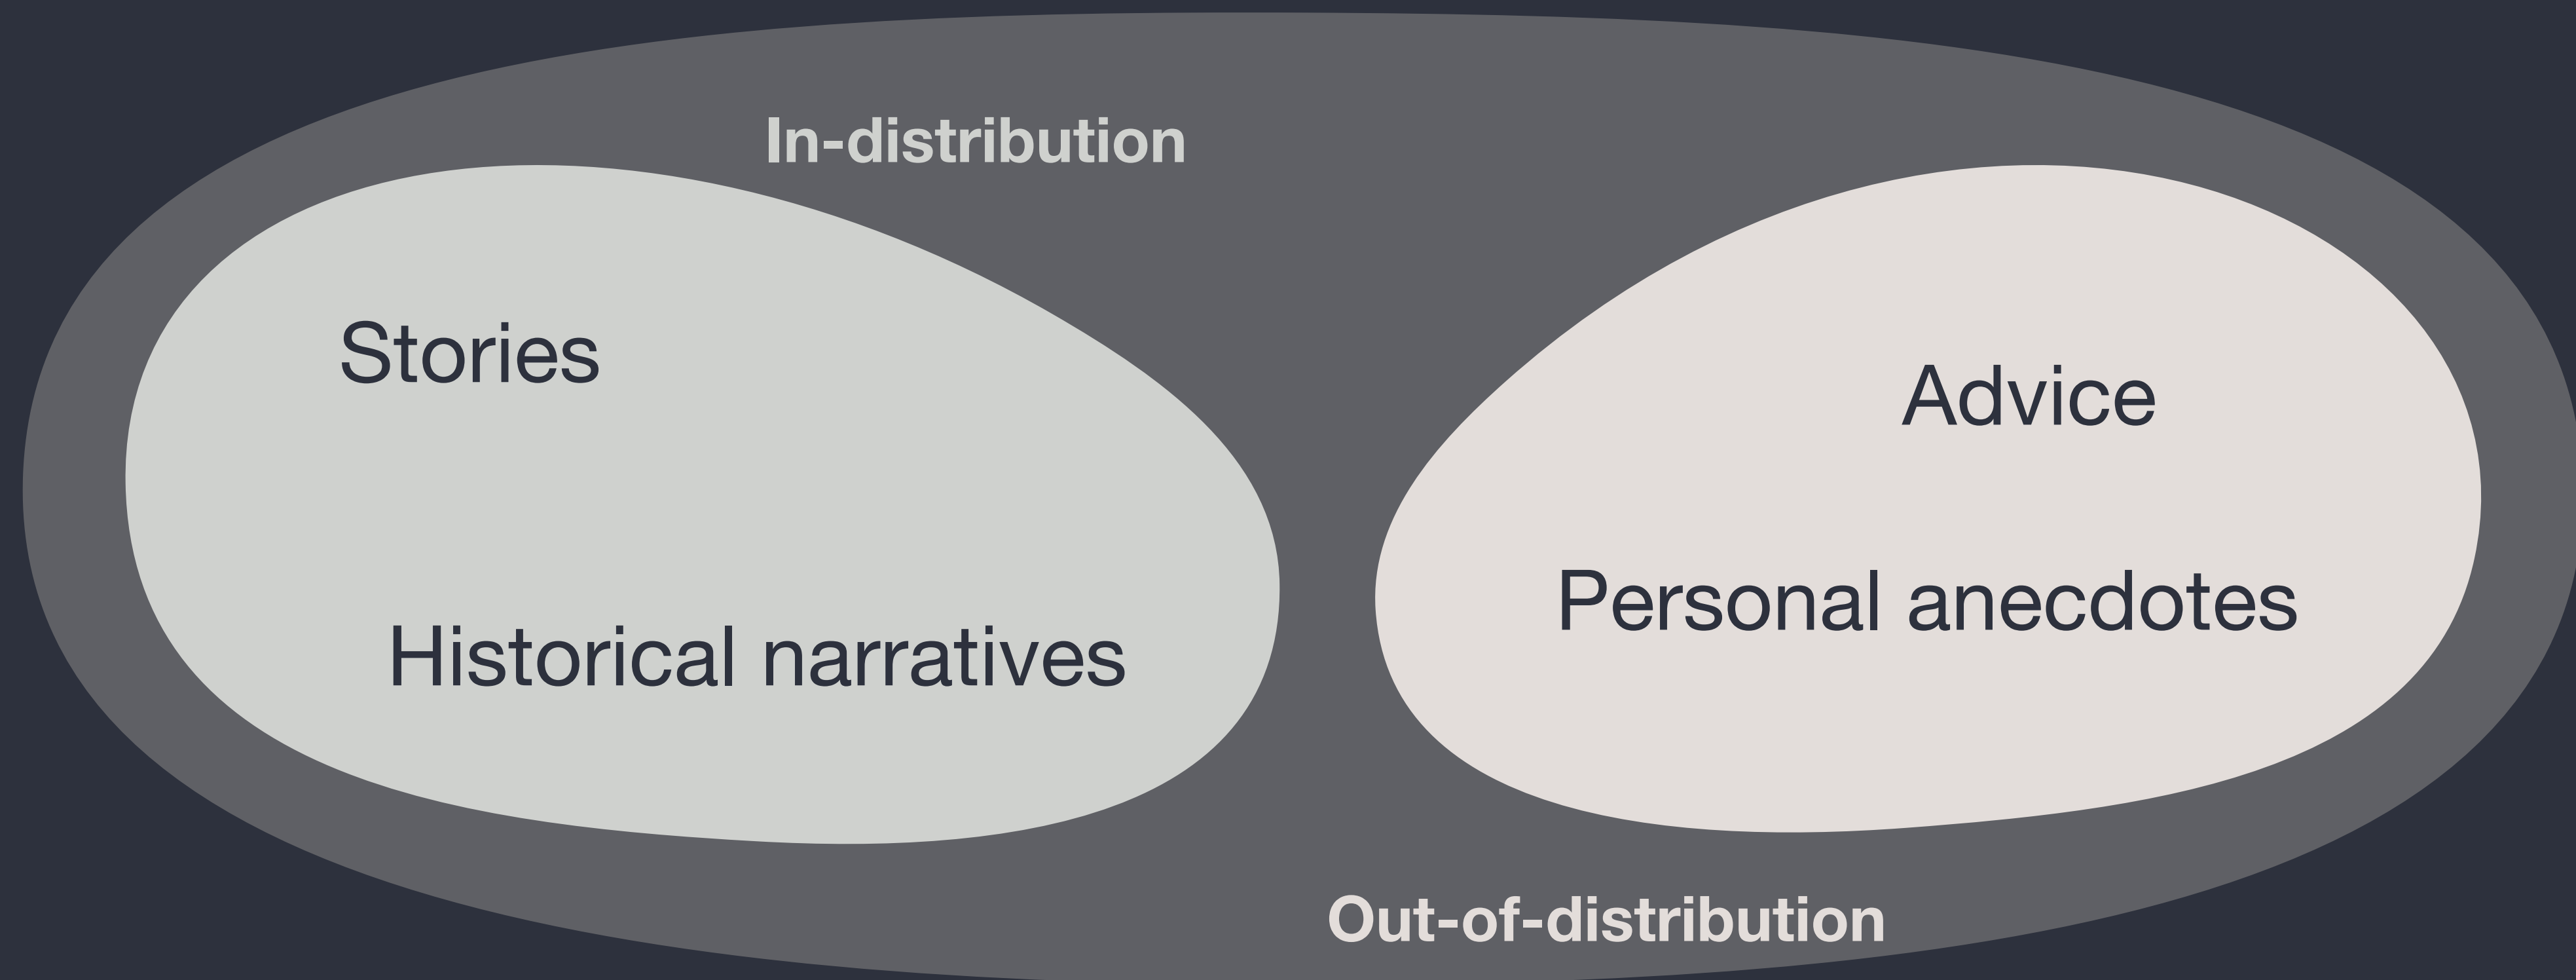 In-distribution
Stories
Advice
Personal anecdotes
Historical narratives
Out-of-distribution